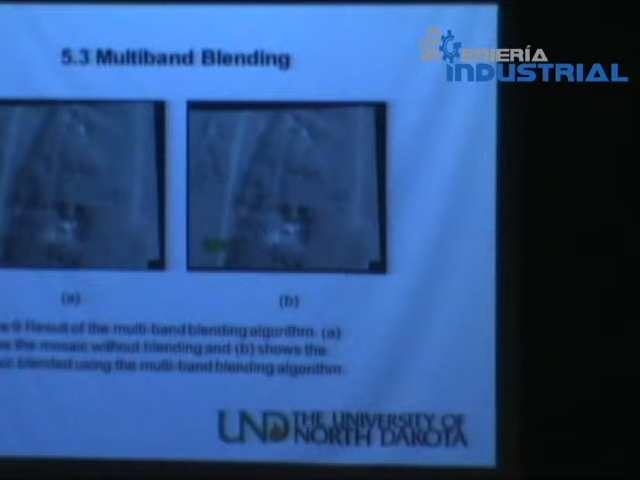 5.3 Multiband Blending
INGENIERÍA
INDUSTRIAL
(a) (b)
9 Result of the multi-band blending algorithm. (a)
the mosaic without blending and (b) shows the
blended using the multi-band blending algorithm
UND THE UNIVERSITY OF
NORTH DAKOTA